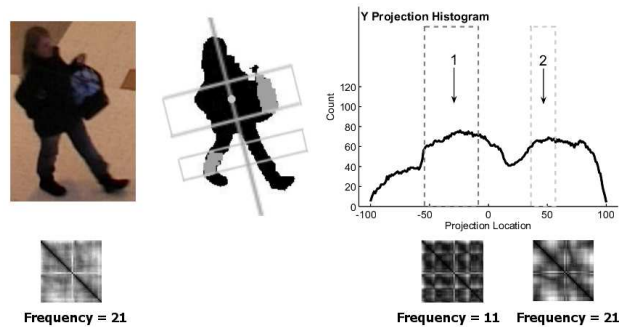 Y Projection Histogram
1
2
Count
120
100
80
60
40
20
0
-100 -50 0 50 100
Projection Location
Frequency = 21
Frequency = 11
Frequency = 21